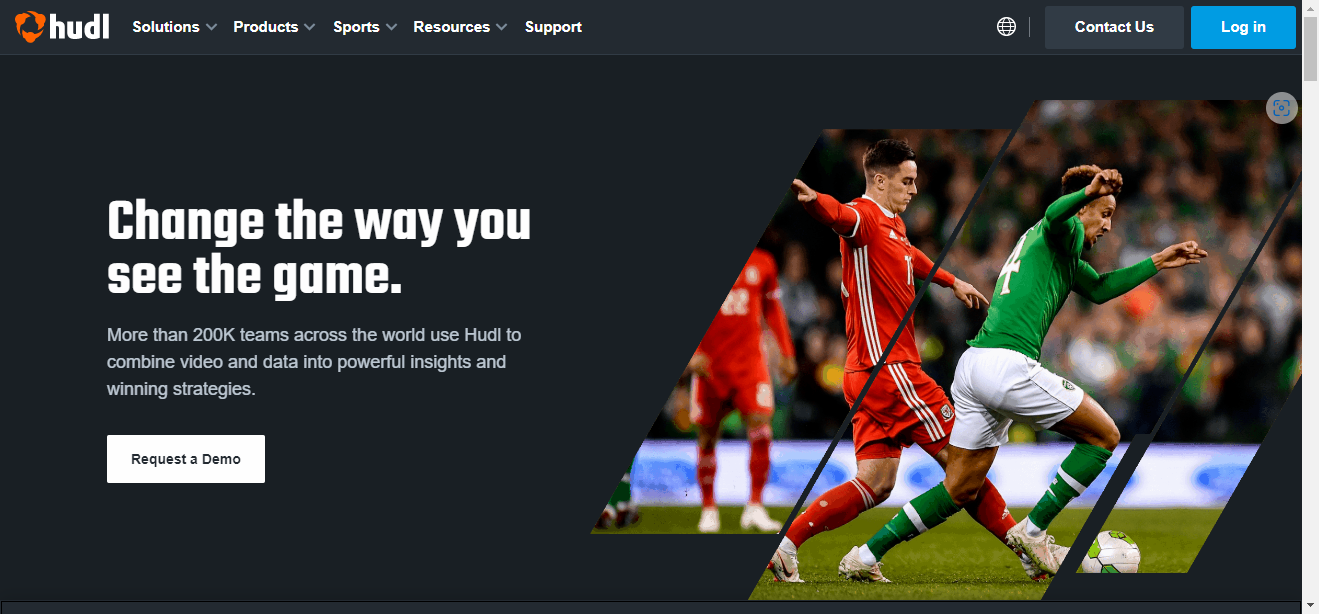 hudl
Solutions
Products
Sports
Resources
Support
Contact Us
Log in
Change the way you
see the game.
More than 200K teams across the world use Hudl to
combine video and data into powerful insights and
winning strategies.
Request a Demo
4